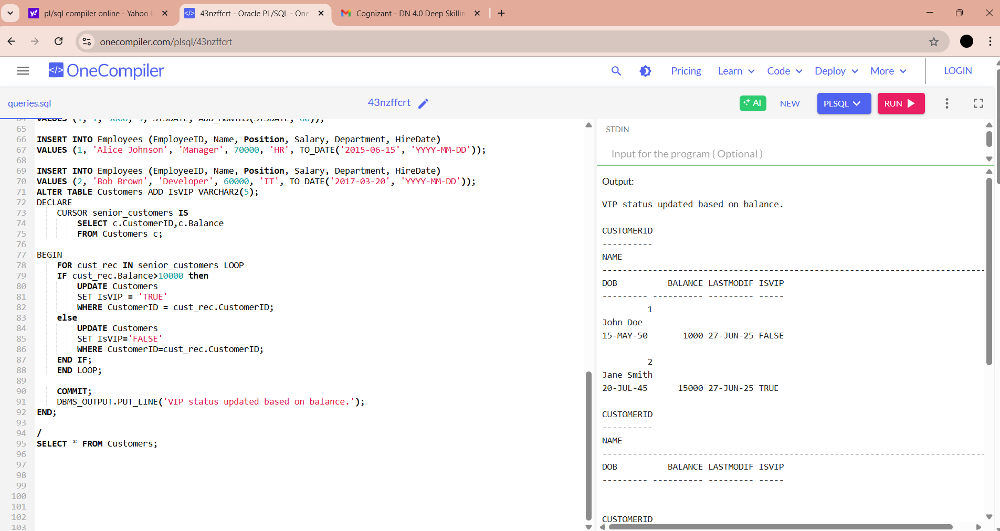 pl/sql compiler online - Yahoo
43nzffcrt - Oracle PL/SQL - One
Cognizant - DN 4.0 Deep Skillin
onecompiler.com/plsql/43nzffcrt
</> OneCompiler
Pricing
Learn
Code
Deploy
More
LOGIN
queries.sql
43nzffcrt
AI
NEW
PLSQL
RUN
65
66 INSERT INTO Employees (EmployeeID, Name, Position, Salary, Department, HireDate)
67 VALUES (1, 'Alice Johnson', 'Manager', 70000, 'HR', TO_DATE('2015-06-15', 'YYYY-MM-DD'));
68
69 INSERT INTO Employees (EmployeeID, Name, Position, Salary, Department, HireDate)
70 VALUES (2, 'Bob Brown', 'Developer', 60000, 'IT', TO_DATE('2017-03-20', 'YYYY-MM-DD'));
71 ALTER TABLE Customers ADD IsVIP VARCHAR2(5);
72 DECLARE
73 CURSOR senior_customers IS
74 SELECT c.CustomerID,c.Balance
75 FROM Customers c;
76
77 BEGIN
78 FOR cust_rec IN senior_customers LOOP
79 IF cust_rec.Balance>10000 then
80 UPDATE Customers
81 SET IsVIP = 'TRUE'
82 WHERE CustomerID = cust_rec.CustomerID;
83 else
84 UPDATE Customers
85 SET IsVIP='FALSE'
86 WHERE CustomerID=cust_rec.CustomerID;
87 END IF;
88 END LOOP;
89
90 COMMIT;
91 DBMS_OUTPUT.PUT_LINE('VIP status updated based on balance.');
92 END;
93
94 /
95 SELECT * FROM Customers;
96
97
98
99
100
101
102
103
STDIN
Input for the program ( Optional )
Output:
VIP status updated based on balance.
CUSTOMERID
----------
NAME
--------------------------------------------------------------------------------
DOB BALANCE LASTMODIF ISVIP
--------- ---------- --------- -----
1
John Doe
15-MAY-50 1000 27-JUN-25 FALSE
2
Jane Smith
20-JUL-45 15000 27-JUN-25 TRUE
CUSTOMERID
----------
NAME
--------------------------------------------------------------------------------
DOB BALANCE LASTMODIF ISVIP
--------- ---------- --------- -----
CUSTOMERID